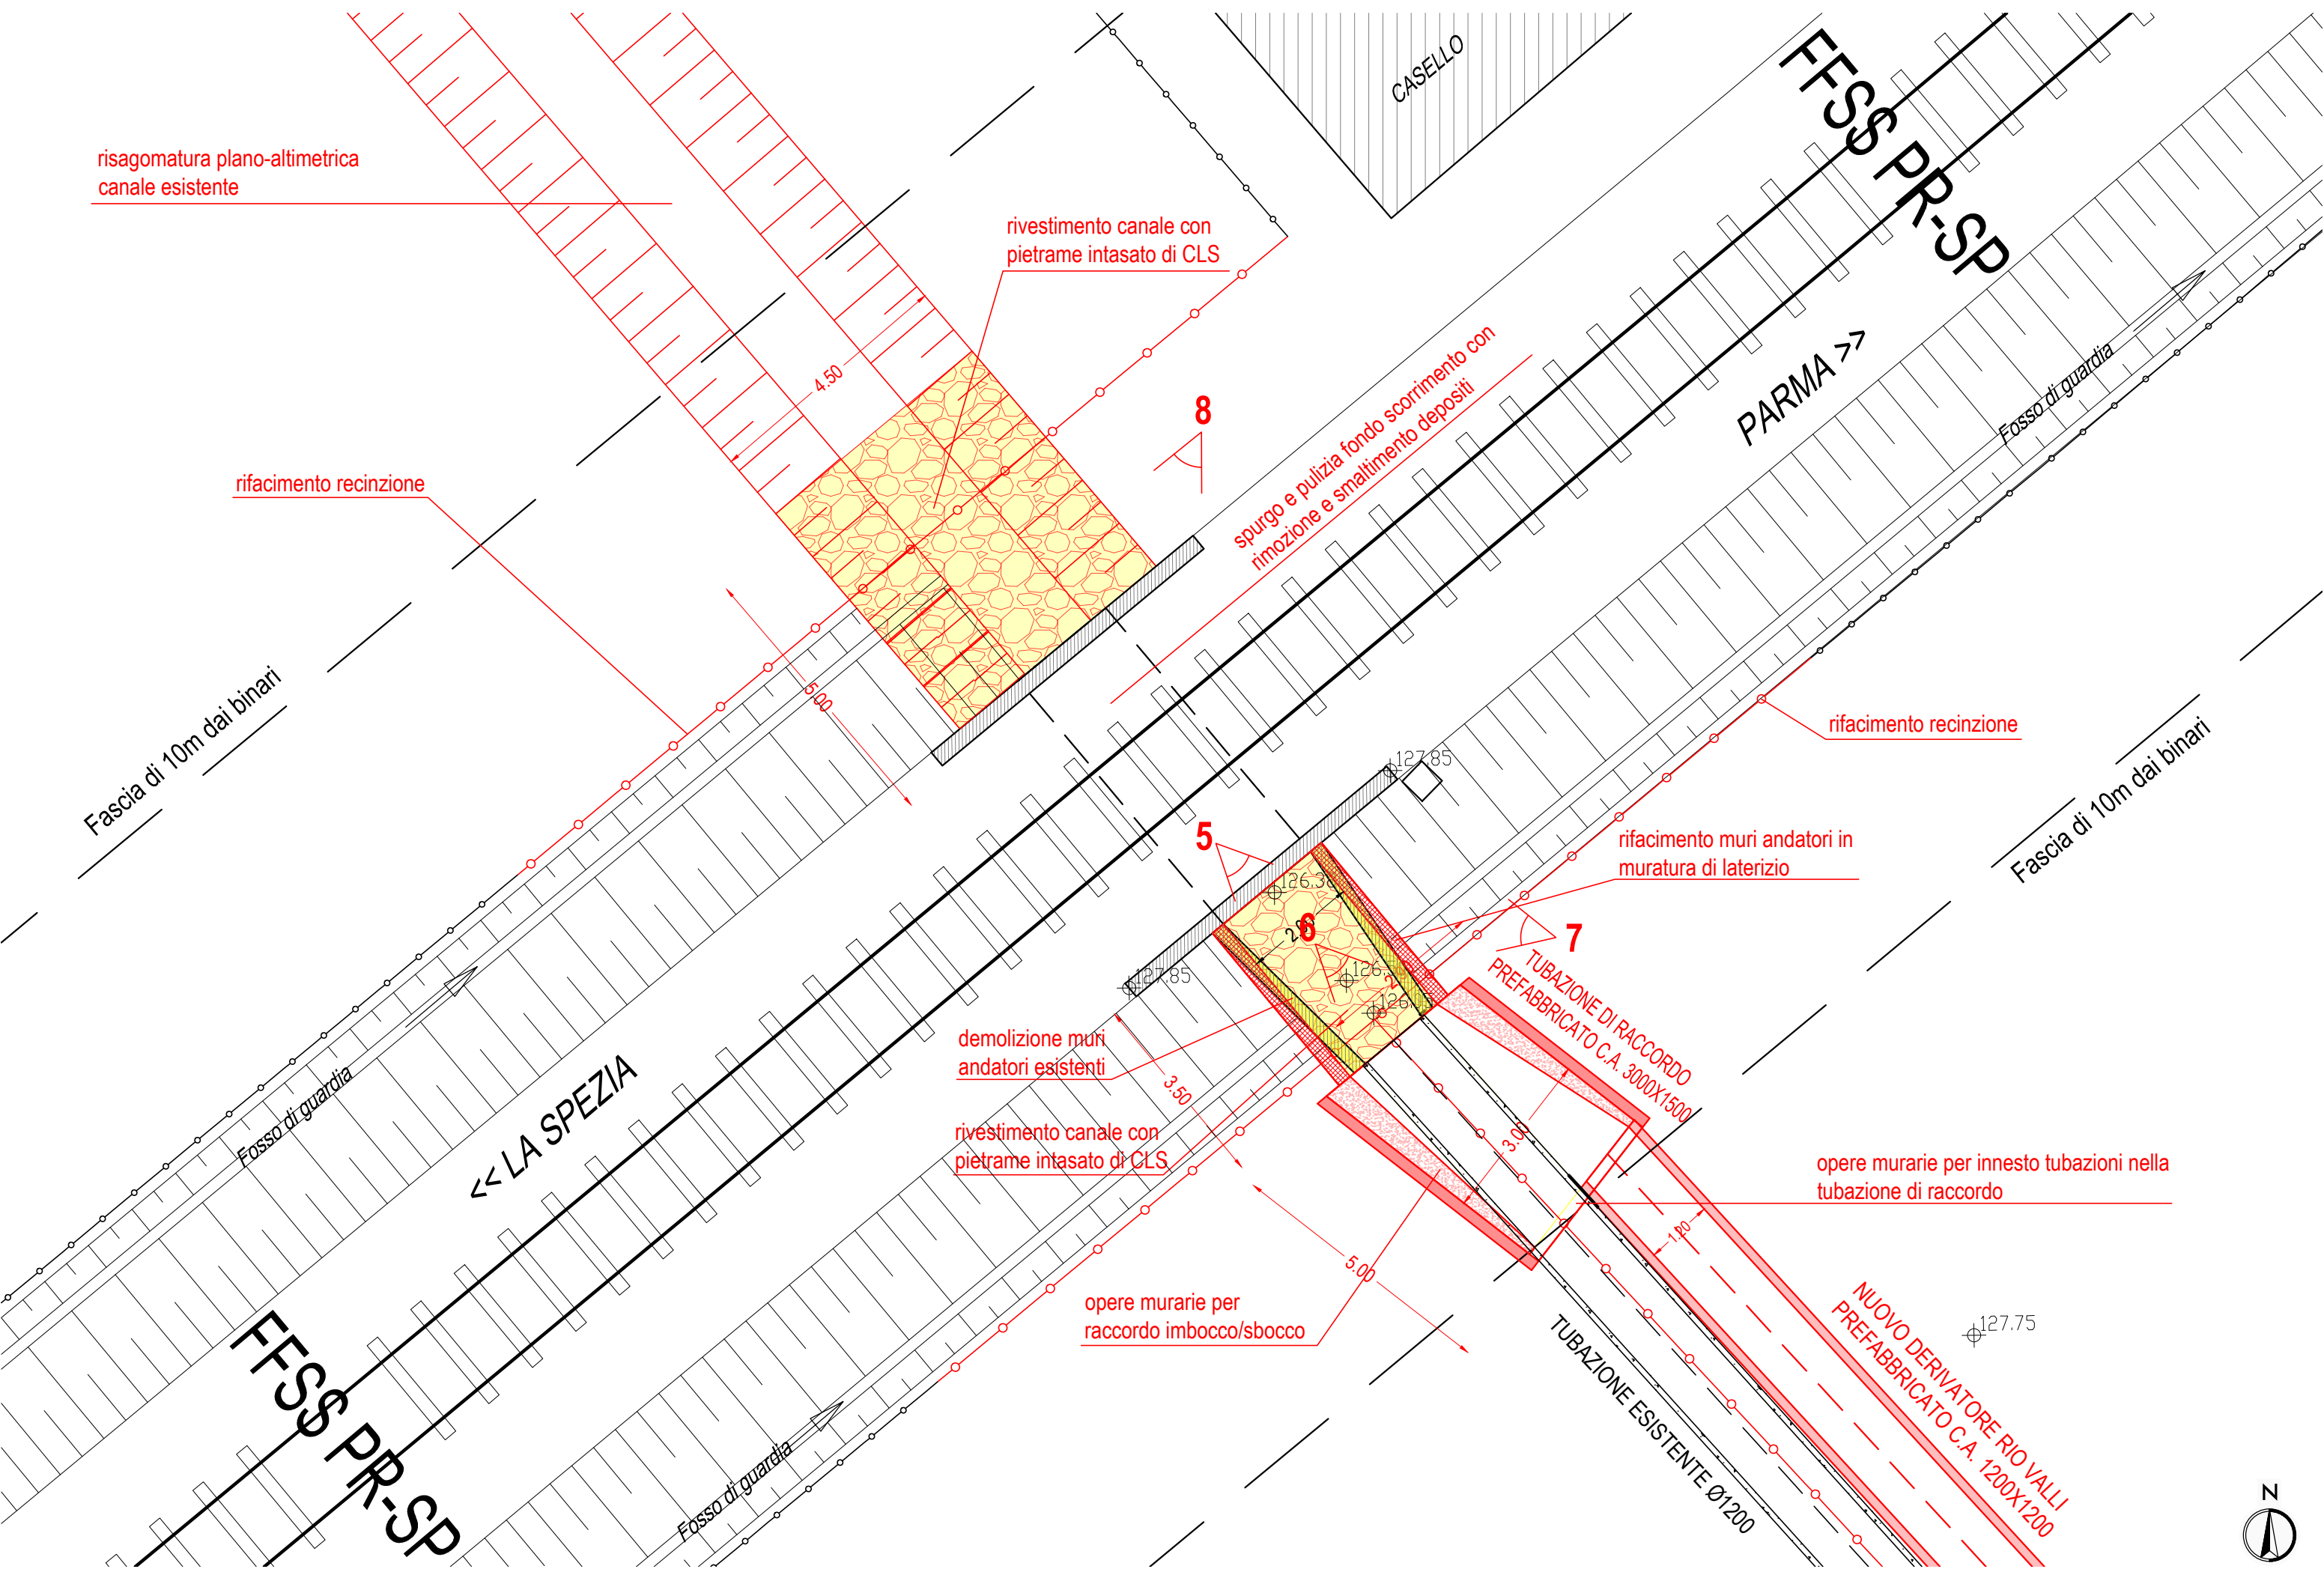 CASELLO
FFSS PR-SP
risagomatura plano-altimetrica
canale esistente
rivestimento canale con
pietrame intasato di CLS
4.50
8
spurgo e pulizia fondo scorrimento con
rimozione e smaltimento depositi
PARMA >>
Fosso di guardia
rifacimento recinzione
5.00
Fascia di 10m dai binari
rifacimento recinzione
Fascia di 10m dai binari
127.85
5
rifacimento muri andatori in
muratura di laterizio
126.38
6
7
127.85
TUBAZIONE DI RACCORDO
PREFABBRICATO C.A. 3000X1500
demolizione muri
andatori esistenti
3.50
Fosso di guardia
<< LA SPEZIA
rivestimento canale con
pietrame intasato di CLS
3.00
opere murarie per innesto tubazioni nella
tubazione di raccordo
1.20
5.00
opere murarie per
raccordo imbocco/sbocco
127.75
NUOVO DERIVATORE RIO VALLI
PREFABBRICATO C.A. 1200X1200
TUBAZIONE ESISTENTE Ø1200
FFSS PR-SP
Fosso di guardia
N